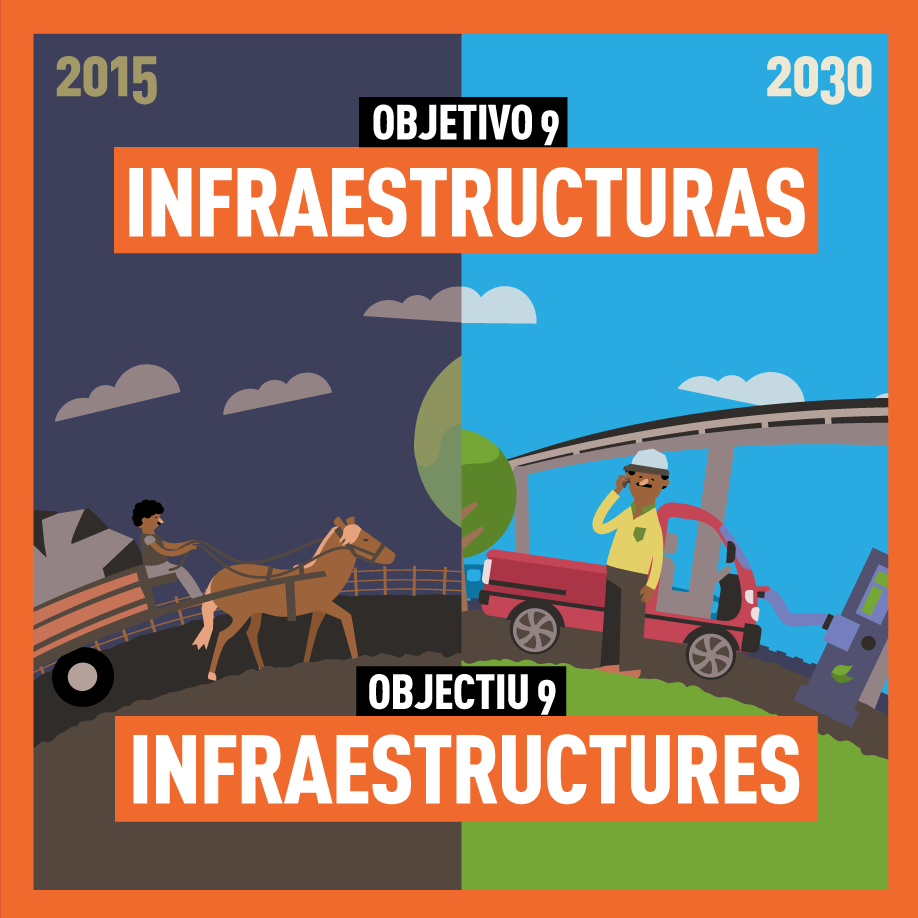 2015
2030
OBJETIVO 9
INFRAESTRUCTURAS
OBJECTIU 9
INFRAESTRUCTURES